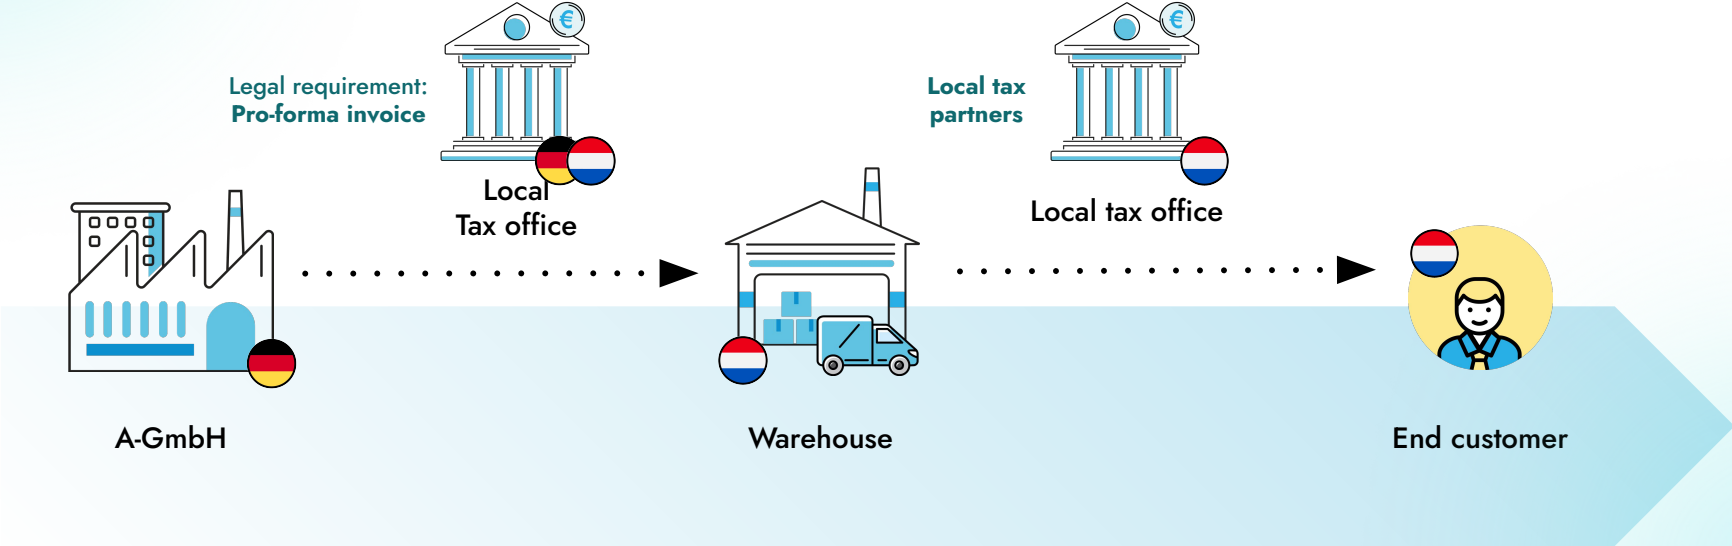 Legal requirement:
Pro-forma invoice
€
Local
Tax office
Local tax
partners
€
Local tax office
A-GmbH
Warehouse
End customer